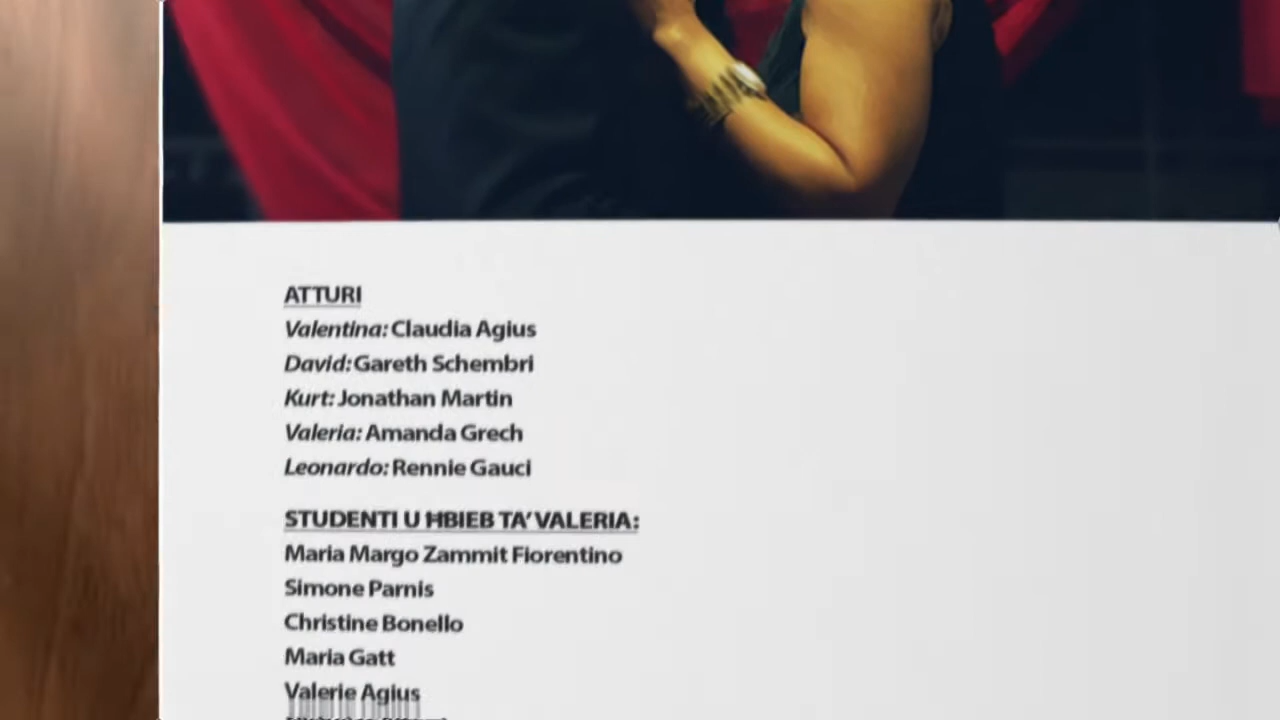 ATTURI
Valentina: Claudia Agius
David: Gareth Schembri
Kurt: Jonathan Martin
Valeria: Amanda Grech
Leonardo: Rennie Gauci
STUDENTI U ĦBIEB TA' VALERIA:
Maria Margo Zammit Fiorentino
Simone Parnis
Christine Bonello
Maria Gatt
Valerie Agius